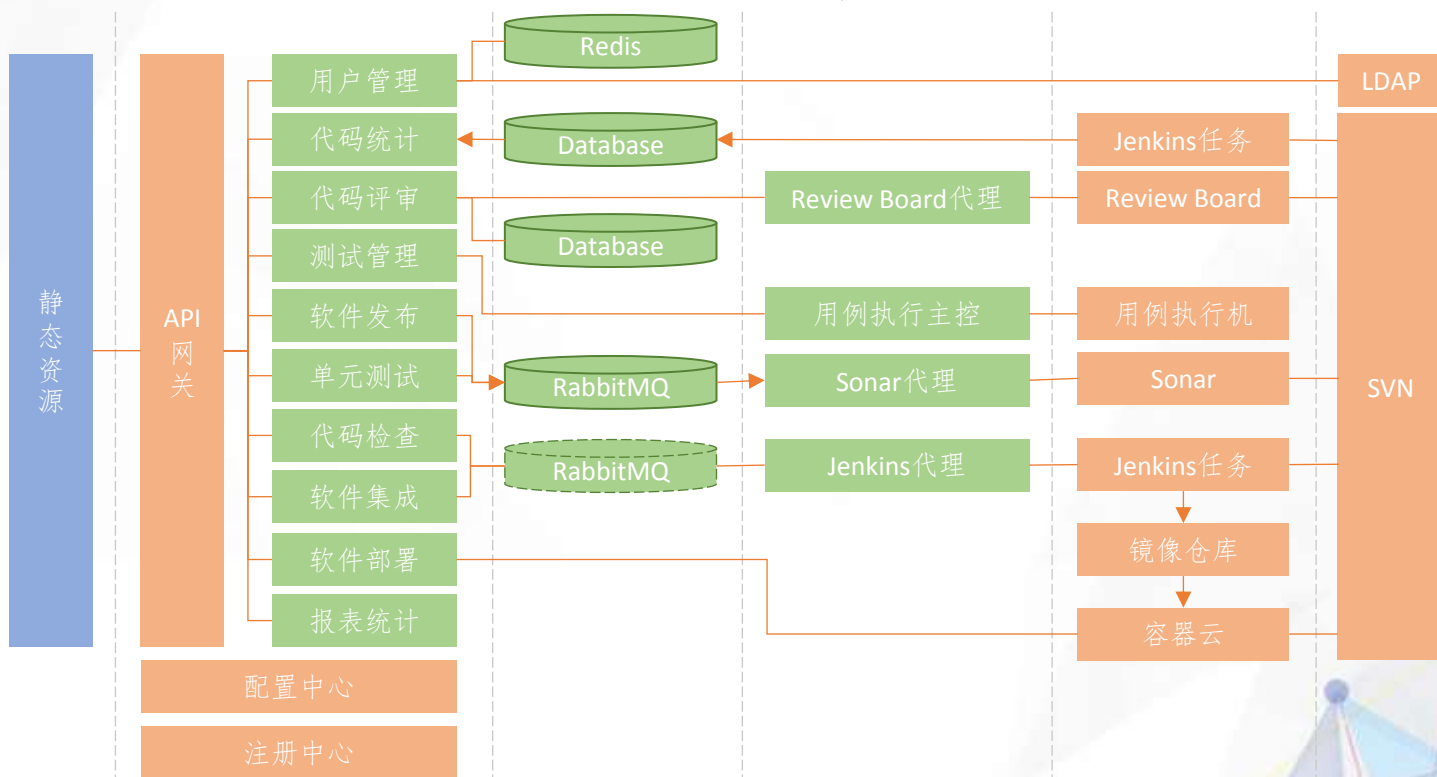 Redis
用户管理
LDAP
代码统计
Database
Jenkins任务
代码评审
Review Board代理
Review Board
Database
测试管理
静态资源
API
网关
软件发布
用例执行主控
用例执行机
单元测试
RabbitMQ
Sonar代理
Sonar
SVN
代码检查
RabbitMQ
Jenkins代理
Jenkins任务
软件集成
软件部署
镜像仓库
报表统计
容器云
配置中心
注册中心